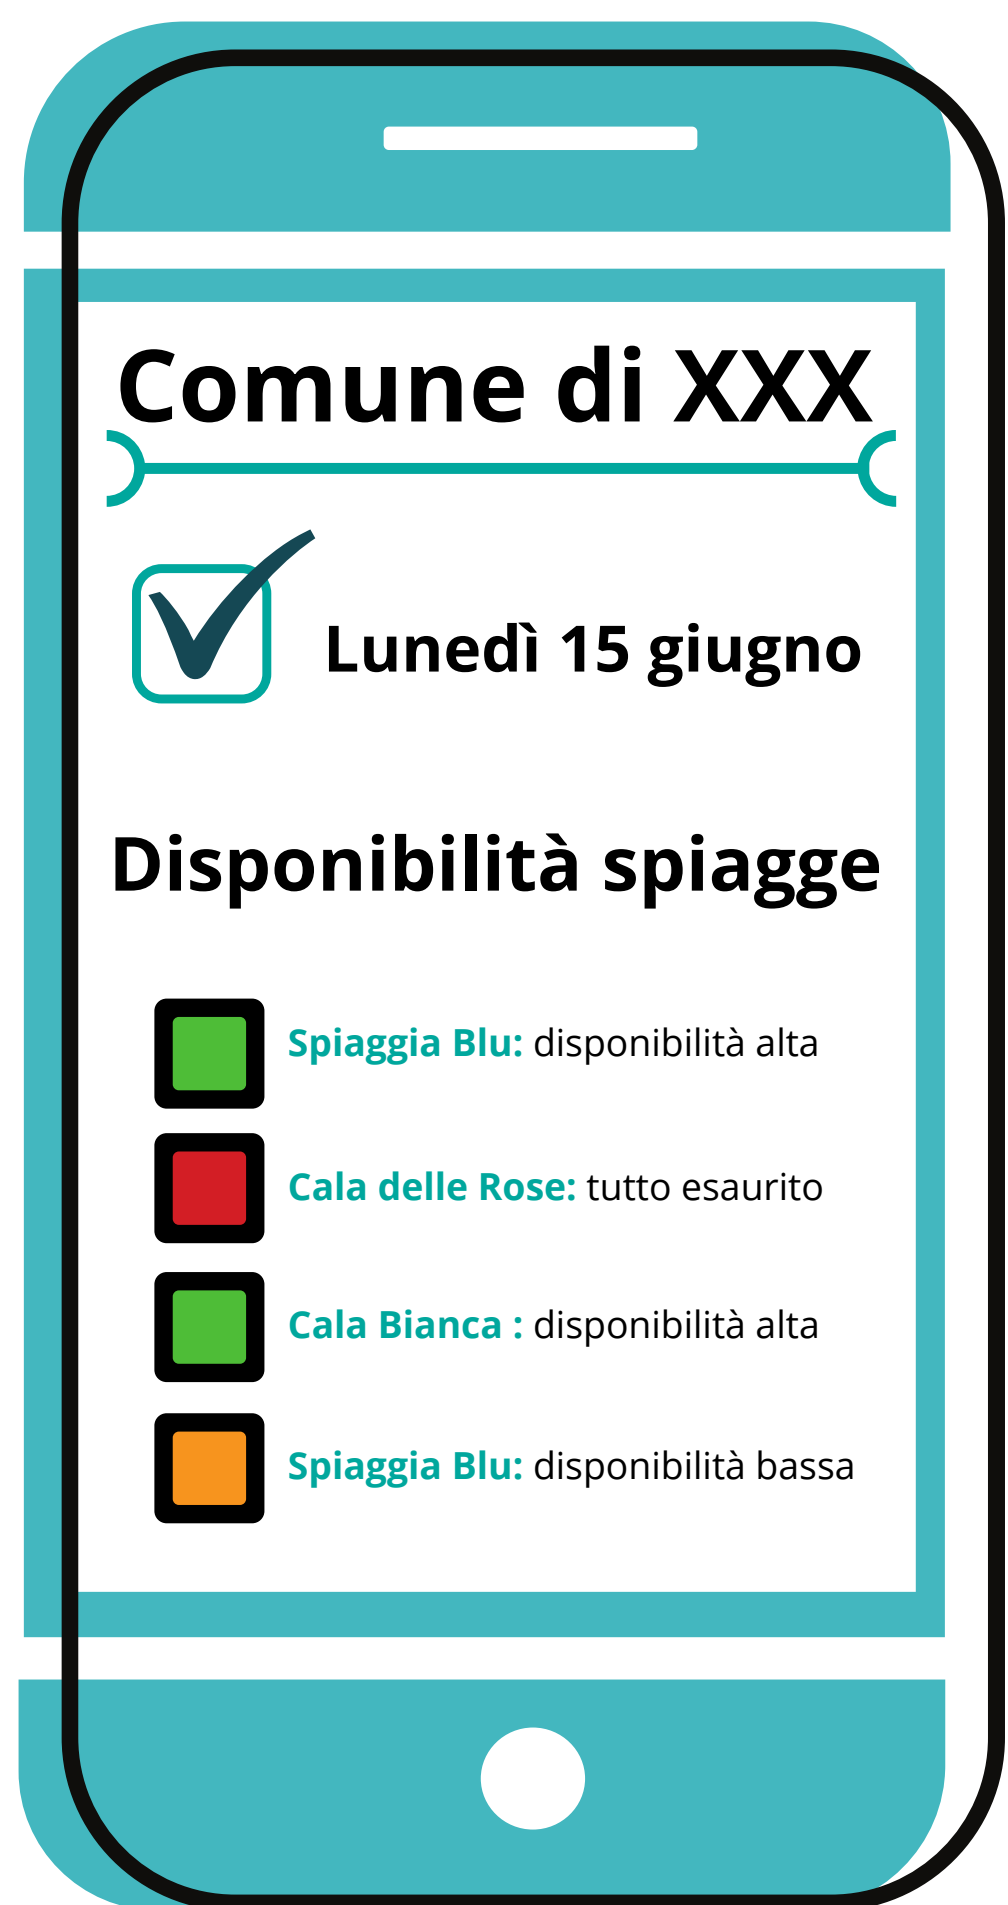 Comune di XXX
Lunedì 15 giugno
Disponibilità spiagge
Spiaggia Blu: disponibilità alta
Cala delle Rose: tutto esaurito
Cala Bianca : disponibilità alta
Spiaggia Blu: disponibilità bassa